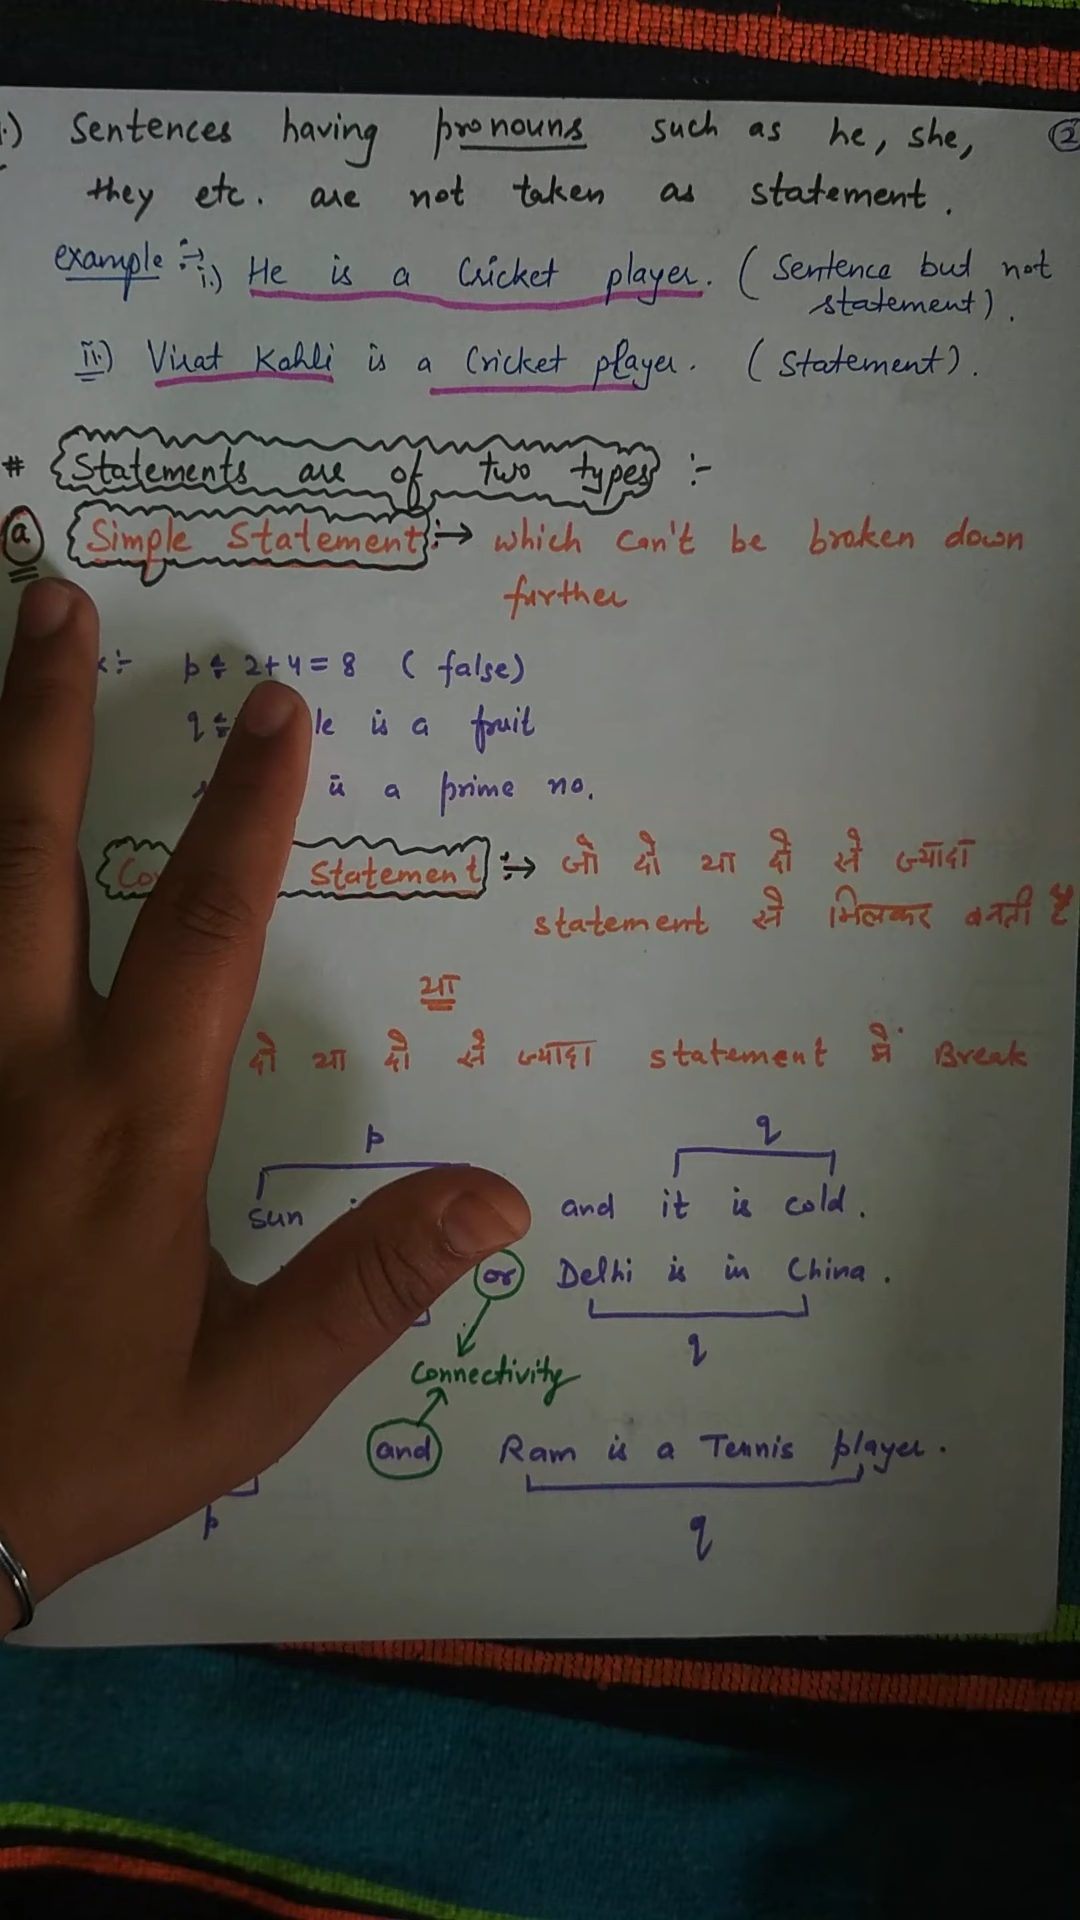 Sentences having pronouns such as he, she, ②
they etc. are not taken as statement.
example :→ i.) He is a Cricket player. (Sentence but not
statement).
ii.) Virat Kohli is a Cricket player. (Statement).
# Statements are of two types :-
a Simple Statement :→ which can't be broken down
further
p : 2+4=8 (false)
q : is a fruit
is a prime no.
Statement :→ जो दो या दो से ज्यादा
statement से मिलकर बनती है
या
दो या दो से ज्यादा statement में Break
p q
Sun and it is cold.
or Delhi is in China.
q
Connectivity
and Ram is a Tennis player.
p q